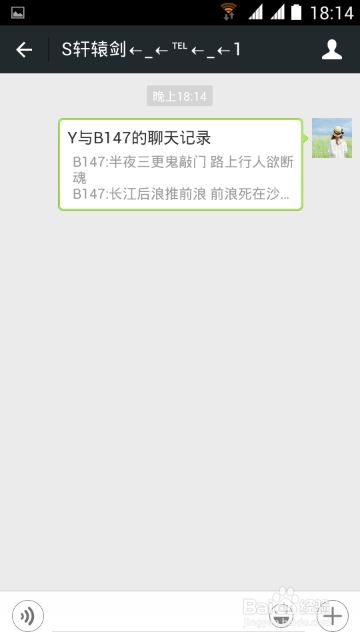 18:14
S轩辕剑←_←℡←_←1
晚上18:14
Y与B147的聊天记录
B147:半夜三更鬼敲门 路上行人欲断
魂
B147:长江后浪推前浪 前浪死在沙...
Baidu经验
jingyan.baidu.com